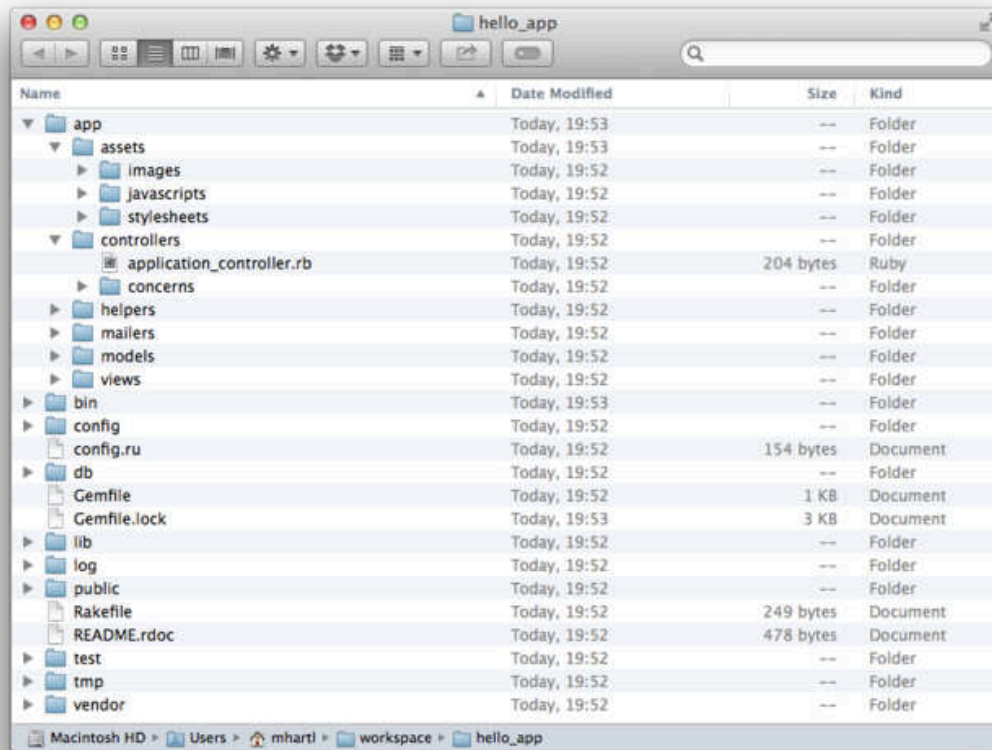 hello_app
Name Date Modified Size Kind
app Today, 19:53 -- Folder
assets Today, 19:53 -- Folder
images Today, 19:52 -- Folder
javascripts Today, 19:52 -- Folder
stylesheets Today, 19:52 -- Folder
controllers Today, 19:52 -- Folder
application_controller.rb Today, 19:52 204 bytes Ruby
concerns Today, 19:52 -- Folder
helpers Today, 19:52 -- Folder
mailers Today, 19:52 -- Folder
models Today, 19:52 -- Folder
views Today, 19:52 -- Folder
bin Today, 19:53 -- Folder
config Today, 19:52 -- Folder
config.ru Today, 19:52 154 bytes Document
db Today, 19:52 -- Folder
Gemfile Today, 19:52 1 KB Document
Gemfile.lock Today, 19:53 3 KB Document
lib Today, 19:52 -- Folder
log Today, 19:52 -- Folder
public Today, 19:52 -- Folder
Rakefile Today, 19:52 249 bytes Document
README.rdoc Today, 19:52 478 bytes Document
test Today, 19:52 -- Folder
tmp Today, 19:52 -- Folder
vendor Today, 19:52 -- Folder
Macintosh HD Users mhartl workspace hello_app